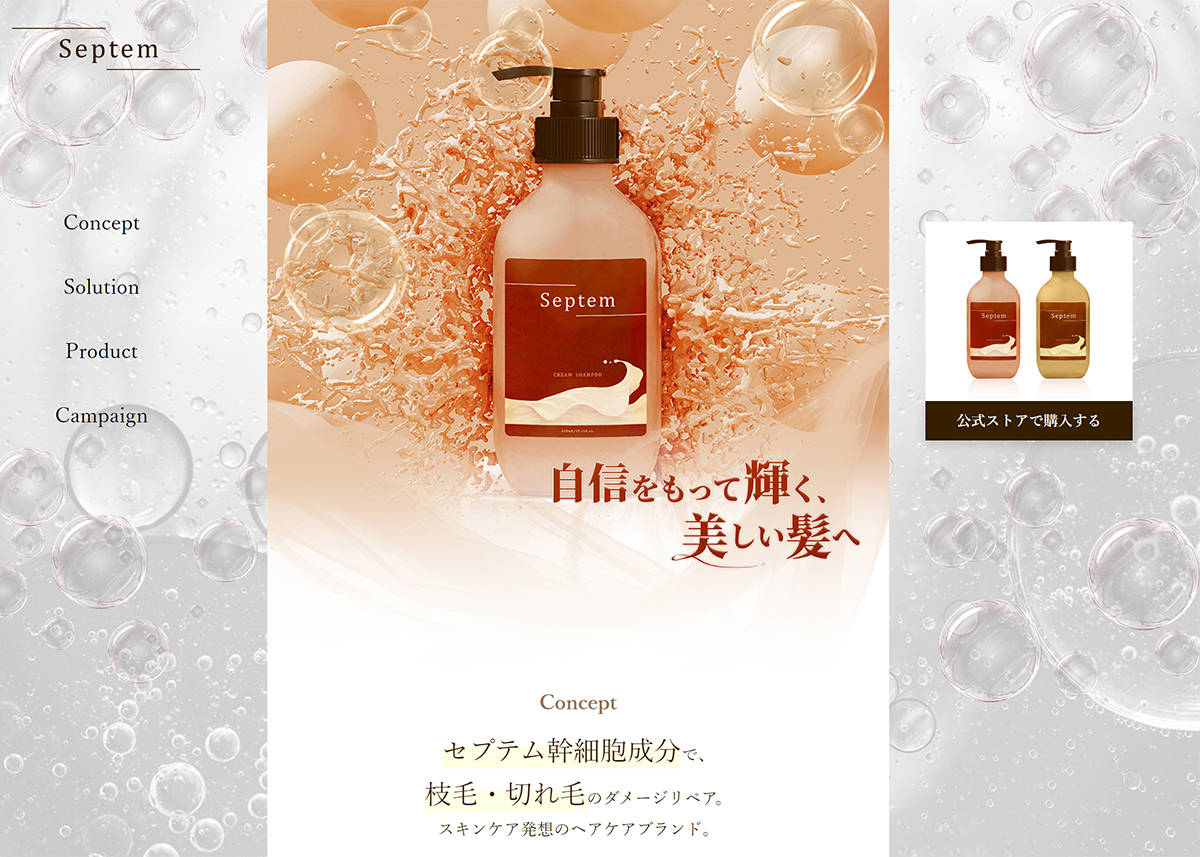 Septem
Concept
Solution
Product
Campaign
Septem
CREAM SHAMPOO
自信をもって輝く、
美しい髪へ
Septem
Septem
公式ストアで購入する
Concept
セプテム幹細胞成分で、
枝毛・切れ毛のダメージリペア。
スキンケア発想のヘアケアブランド。